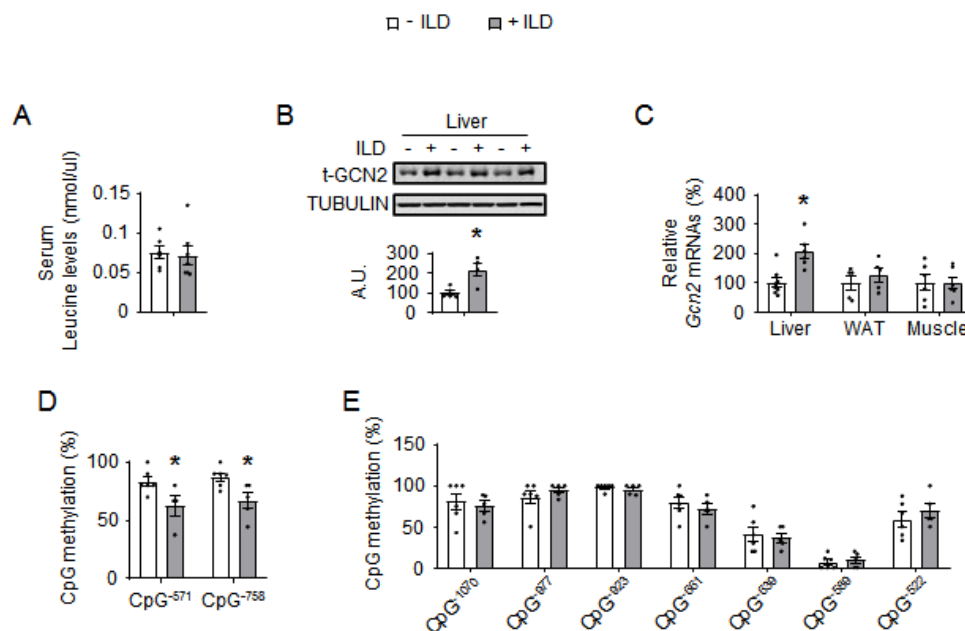 - ILD + ILD
A
Serum
Leucine levels (nmol/ul)
0.15
0.1
0.05
0
B
Liver
ILD - + - + - +
t-GCN2
TUBULIN
A.U.
300
200
100
0
*
C
Relative
Gcn2 mRNAs (%)
400
300
200
100
0
*
Liver WAT Muscle
D
CpG methylation (%)
100
50
0
* *
CpG⁻⁵⁷¹ CpG⁻⁷⁵⁸
E
CpG methylation (%)
150
100
50
0
CpG⁻¹⁰⁷⁰ CpG⁻⁹⁷⁷ CpG⁻⁹²³ CpG⁻⁶⁶¹ CpG⁻⁶³⁹ CpG⁻⁵⁸⁹ CpG⁻⁵²²